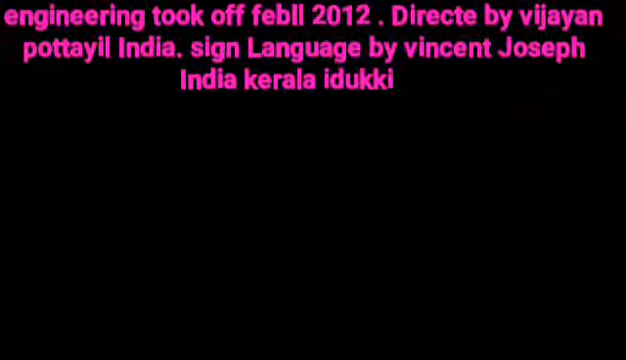 engineering took off febll 2012 . Directe by vijayan
pottayil India. sign Language by vincent Joseph
India kerala idukki